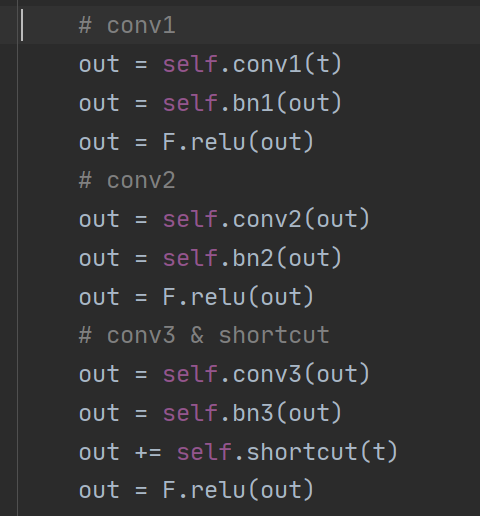 # conv1
out = self.conv1(t)
out = self.bn1(out)
out = F.relu(out)
# conv2
out = self.conv2(out)
out = self.bn2(out)
out = F.relu(out)
# conv3 & shortcut
out = self.conv3(out)
out = self.bn3(out)
out += self.shortcut(t)
out = F.relu(out)